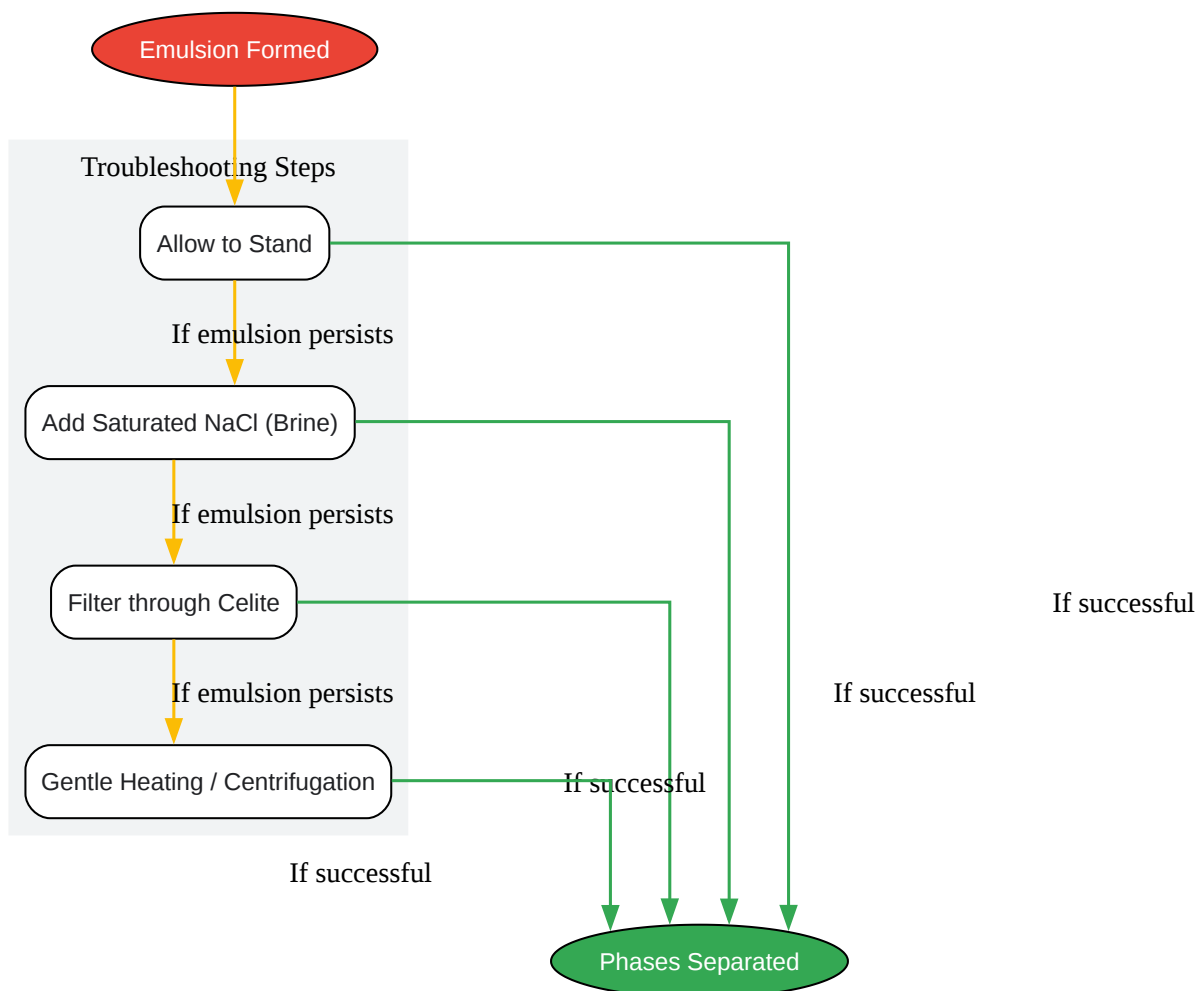 Emulsion Formed
Troubleshooting Steps
Allow to Stand
If emulsion persists
Add Saturated NaCl (Brine)
If emulsion persists
Filter through Celite
If successful
If emulsion persists
If successful
Gentle Heating / Centrifugation
If successful
If successful
Phases Separated